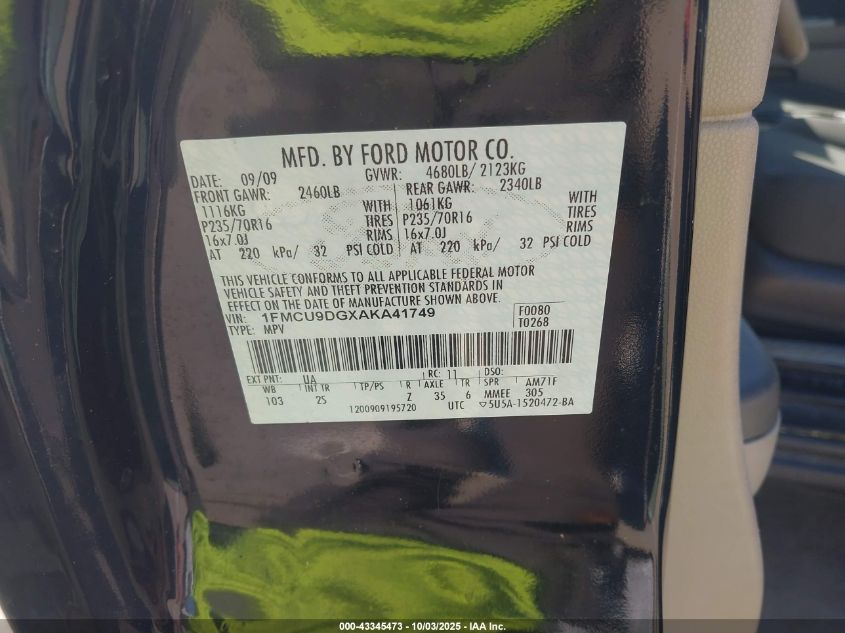 MFD. BY FORD MOTOR CO.
DATE: 09/09 GVWR: 4680LB/ 2123KG
FRONT GAWR: 2460LB REAR GAWR: 2340LB
1116KG WITH 1061KG WITH
P235/70R16 TIRES P235/70R16 TIRES
16x7.0J RIMS 16x7.0J RIMS
AT 220 kPa/ 32 PSI COLD AT 220 kPa/ 32 PSI COLD
THIS VEHICLE CONFORMS TO ALL APPLICABLE FEDERAL MOTOR
VEHICLE SAFETY AND THEFT PREVENTION STANDARDS IN
EFFECT ON THE DATE OF MANUFACTURE SHOWN ABOVE.
VIN: 1FMCU9DGXAKA41749 F0080
TYPE: MPV T0268
EXT PNT: UA RC: 11 DSO:
WB INT TR TP/PS R AXLE TR SPR AM71F
103 2S Z 35 6 MMEE 305
1200909195720 UTC ▽5U5A-1520472-BA
000-43345473 - 10/03/2025 - IAA Inc.